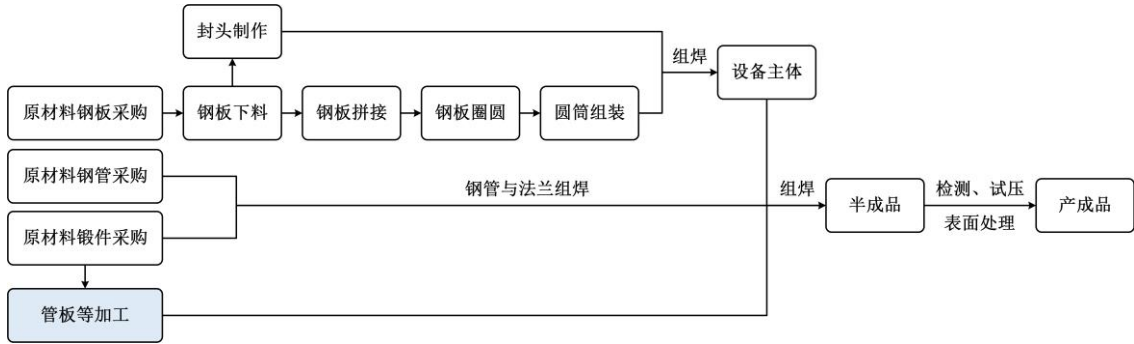 封头制作
组焊
设备主体
原材料钢板采购
钢板下料
钢板拼接
钢板圈圆
圆筒组装
原材料钢管采购
钢管与法兰组焊
组焊
半成品
检测、试压
表面处理
产成品
原材料锻件采购
管板等加工